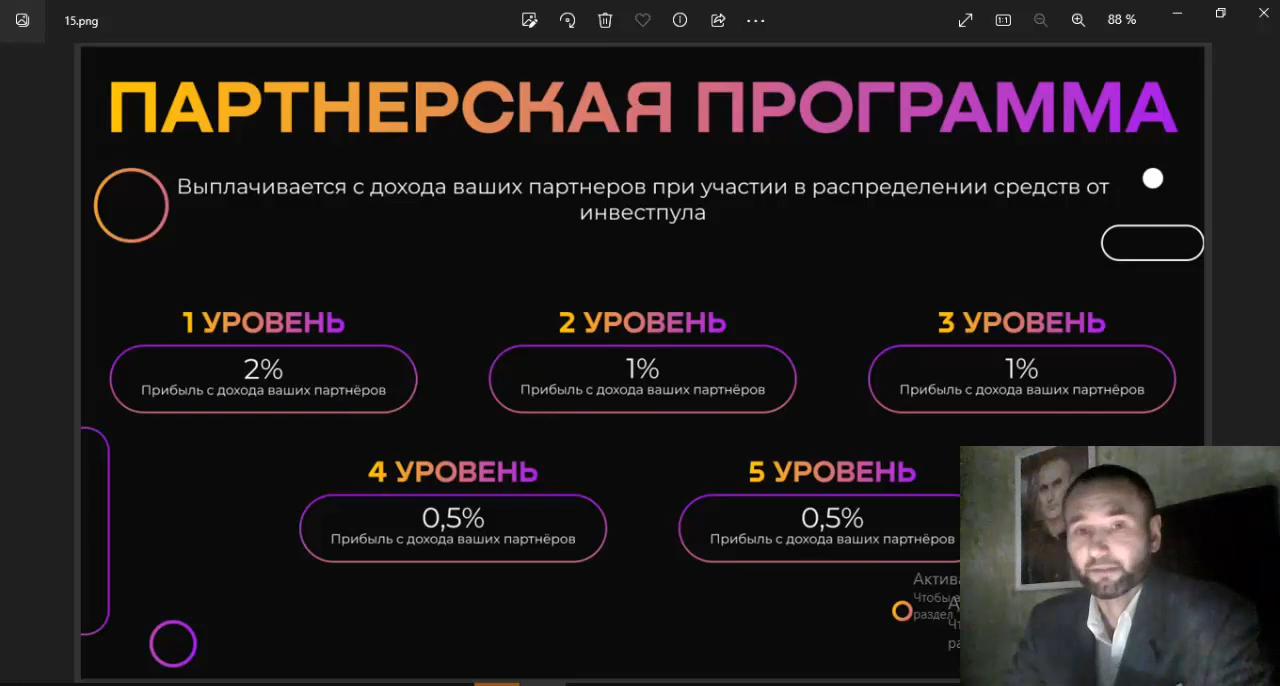 15.png
88 %
ПАРТНЕРСКАЯ ПРОГРАММА
Выплачивается с дохода ваших партнеров при участии в распределении средств от
инвестпула
1 УРОВЕНЬ
2%
Прибыль с дохода ваших партнёров
2 УРОВЕНЬ
1%
Прибыль с дохода ваших партнёров
3 УРОВЕНЬ
1%
Прибыль с дохода ваших партнёров
4 УРОВЕНЬ
0,5%
Прибыль с дохода ваших партнёров
5 УРОВЕНЬ
0,5%
Прибыль с дохода ваших партнёров
раздел